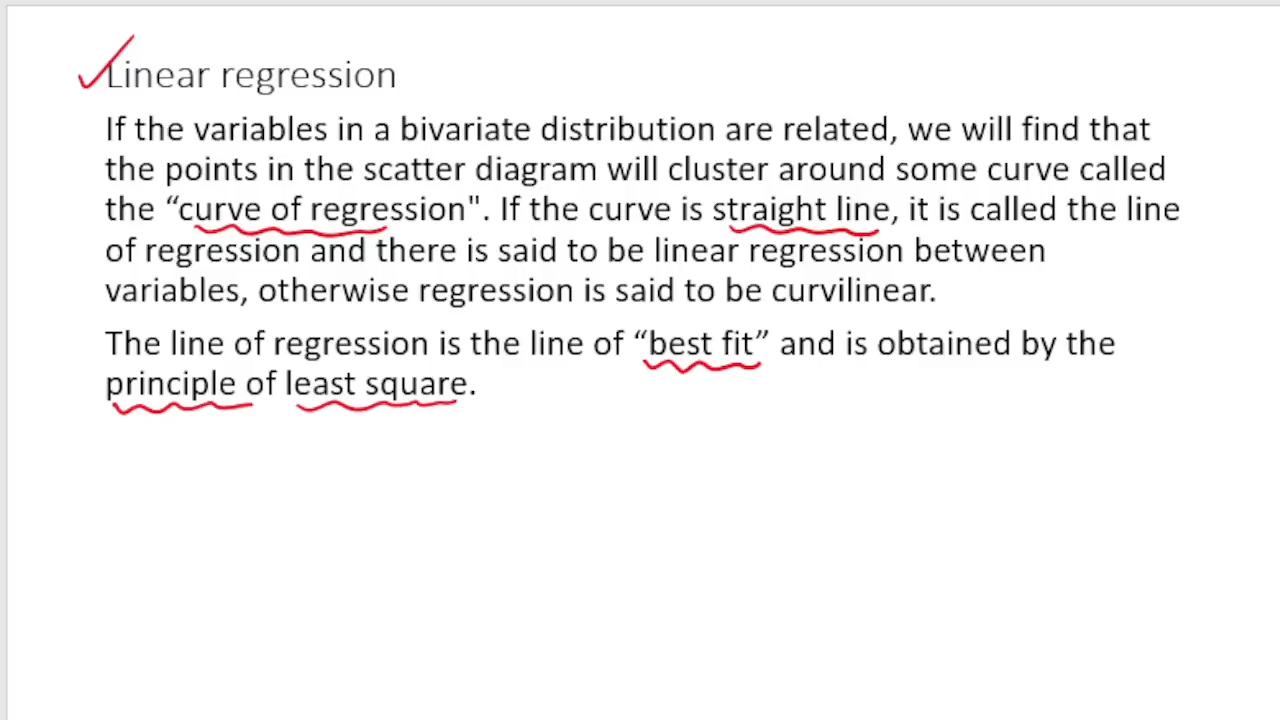 Linear regression
If the variables in a bivariate distribution are related, we will find that
the points in the scatter diagram will cluster around some curve called
the “curve of regression". If the curve is straight line, it is called the line
of regression and there is said to be linear regression between
variables, otherwise regression is said to be curvilinear.
The line of regression is the line of “best fit” and is obtained by the
principle of least square.